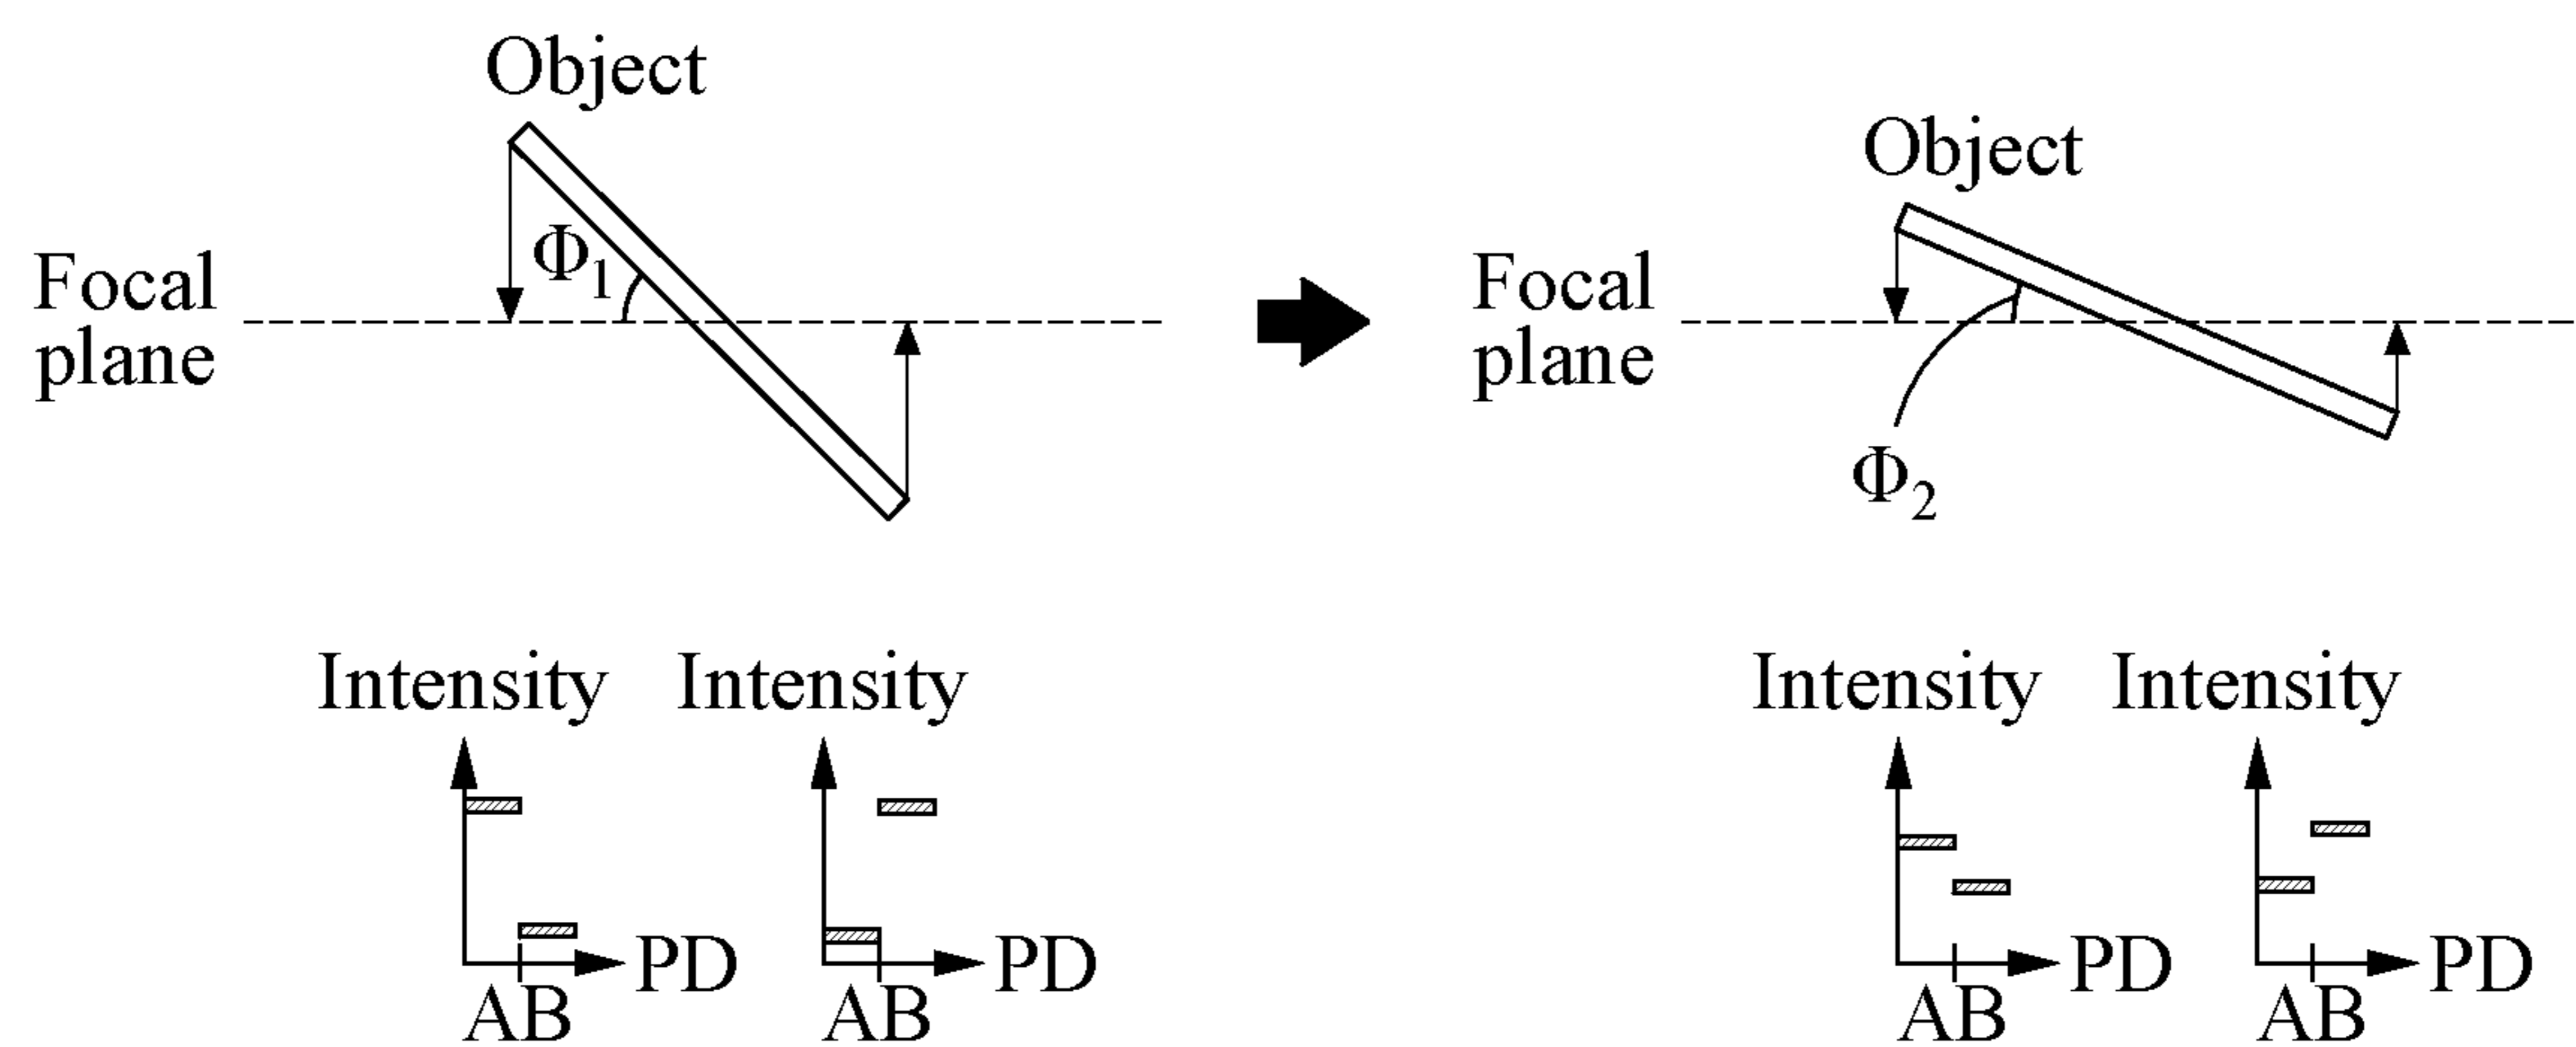 Object
Φ1
Focal
plane
Object
Focal
plane
Φ2
Intensity
PD
AB
Intensity
PD
AB
Intensity
PD
AB
Intensity
PD
AB